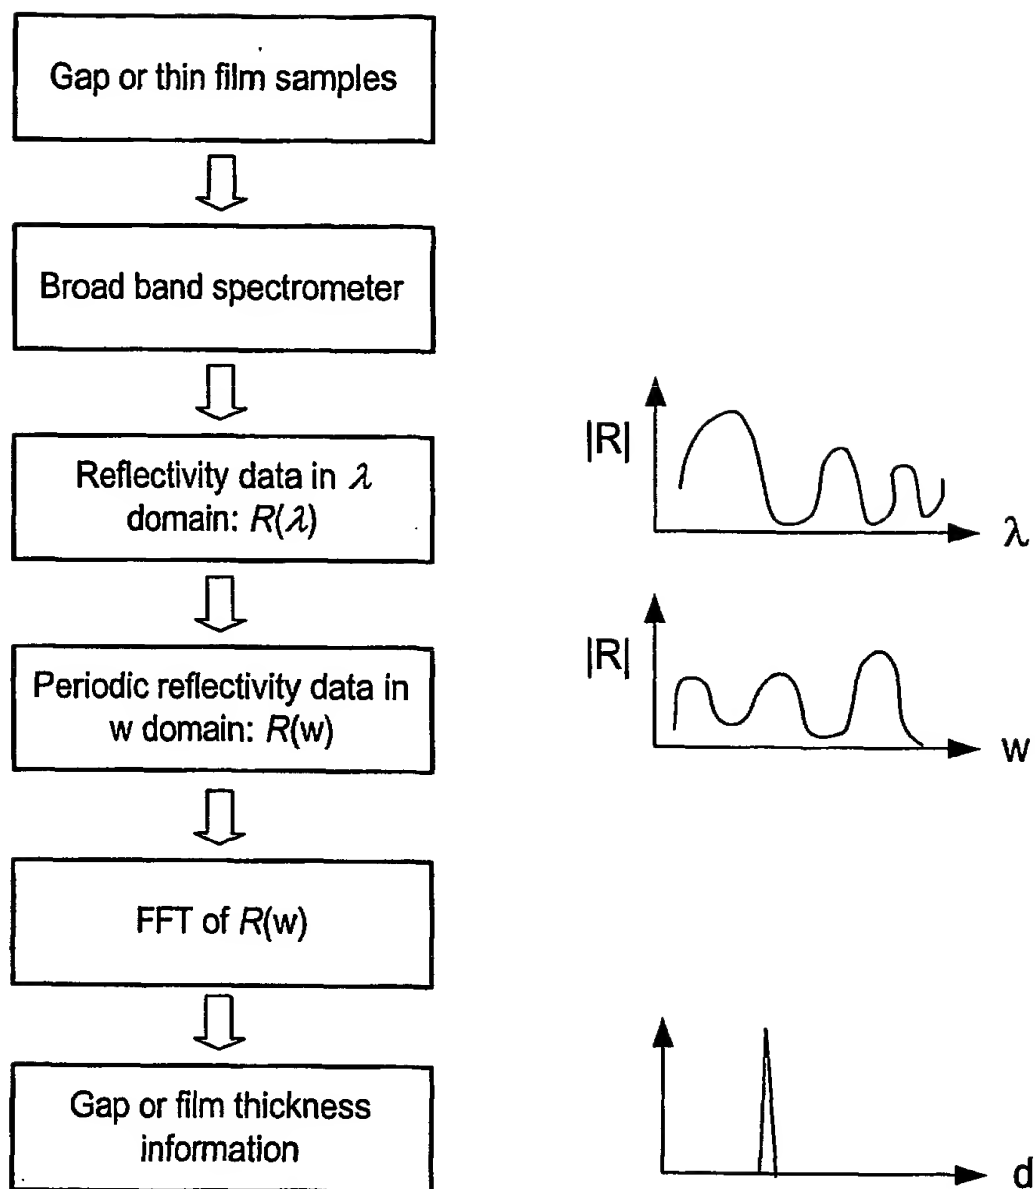 Gap or thin film samples
Broad band spectrometer
Reflectivity data in λ
domain: R(λ)
|R|
λ
Periodic reflectivity data in
w domain: R(w)
|R|
w
FFT of R(w)
Gap or film thickness
information
d